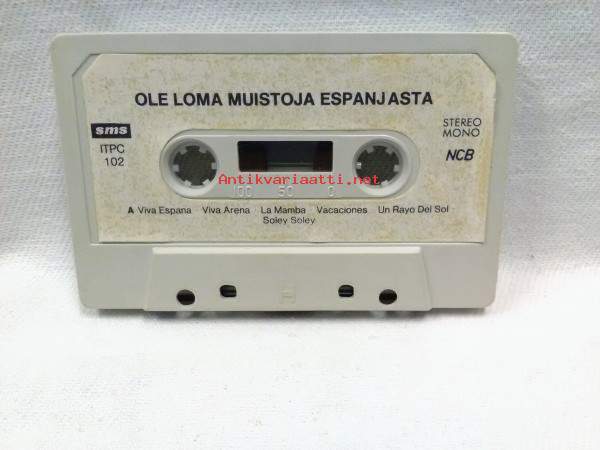 OLE LOMA MUISTOJA ESPANJASTA
sms
ITPC
102
STEREO
MONO
NCB
Antikvariaatti.net
100 50 0
A Viva Espana Viva Arena La Mamba Vacaciones Un Rayo Del Sol
Soley Soley